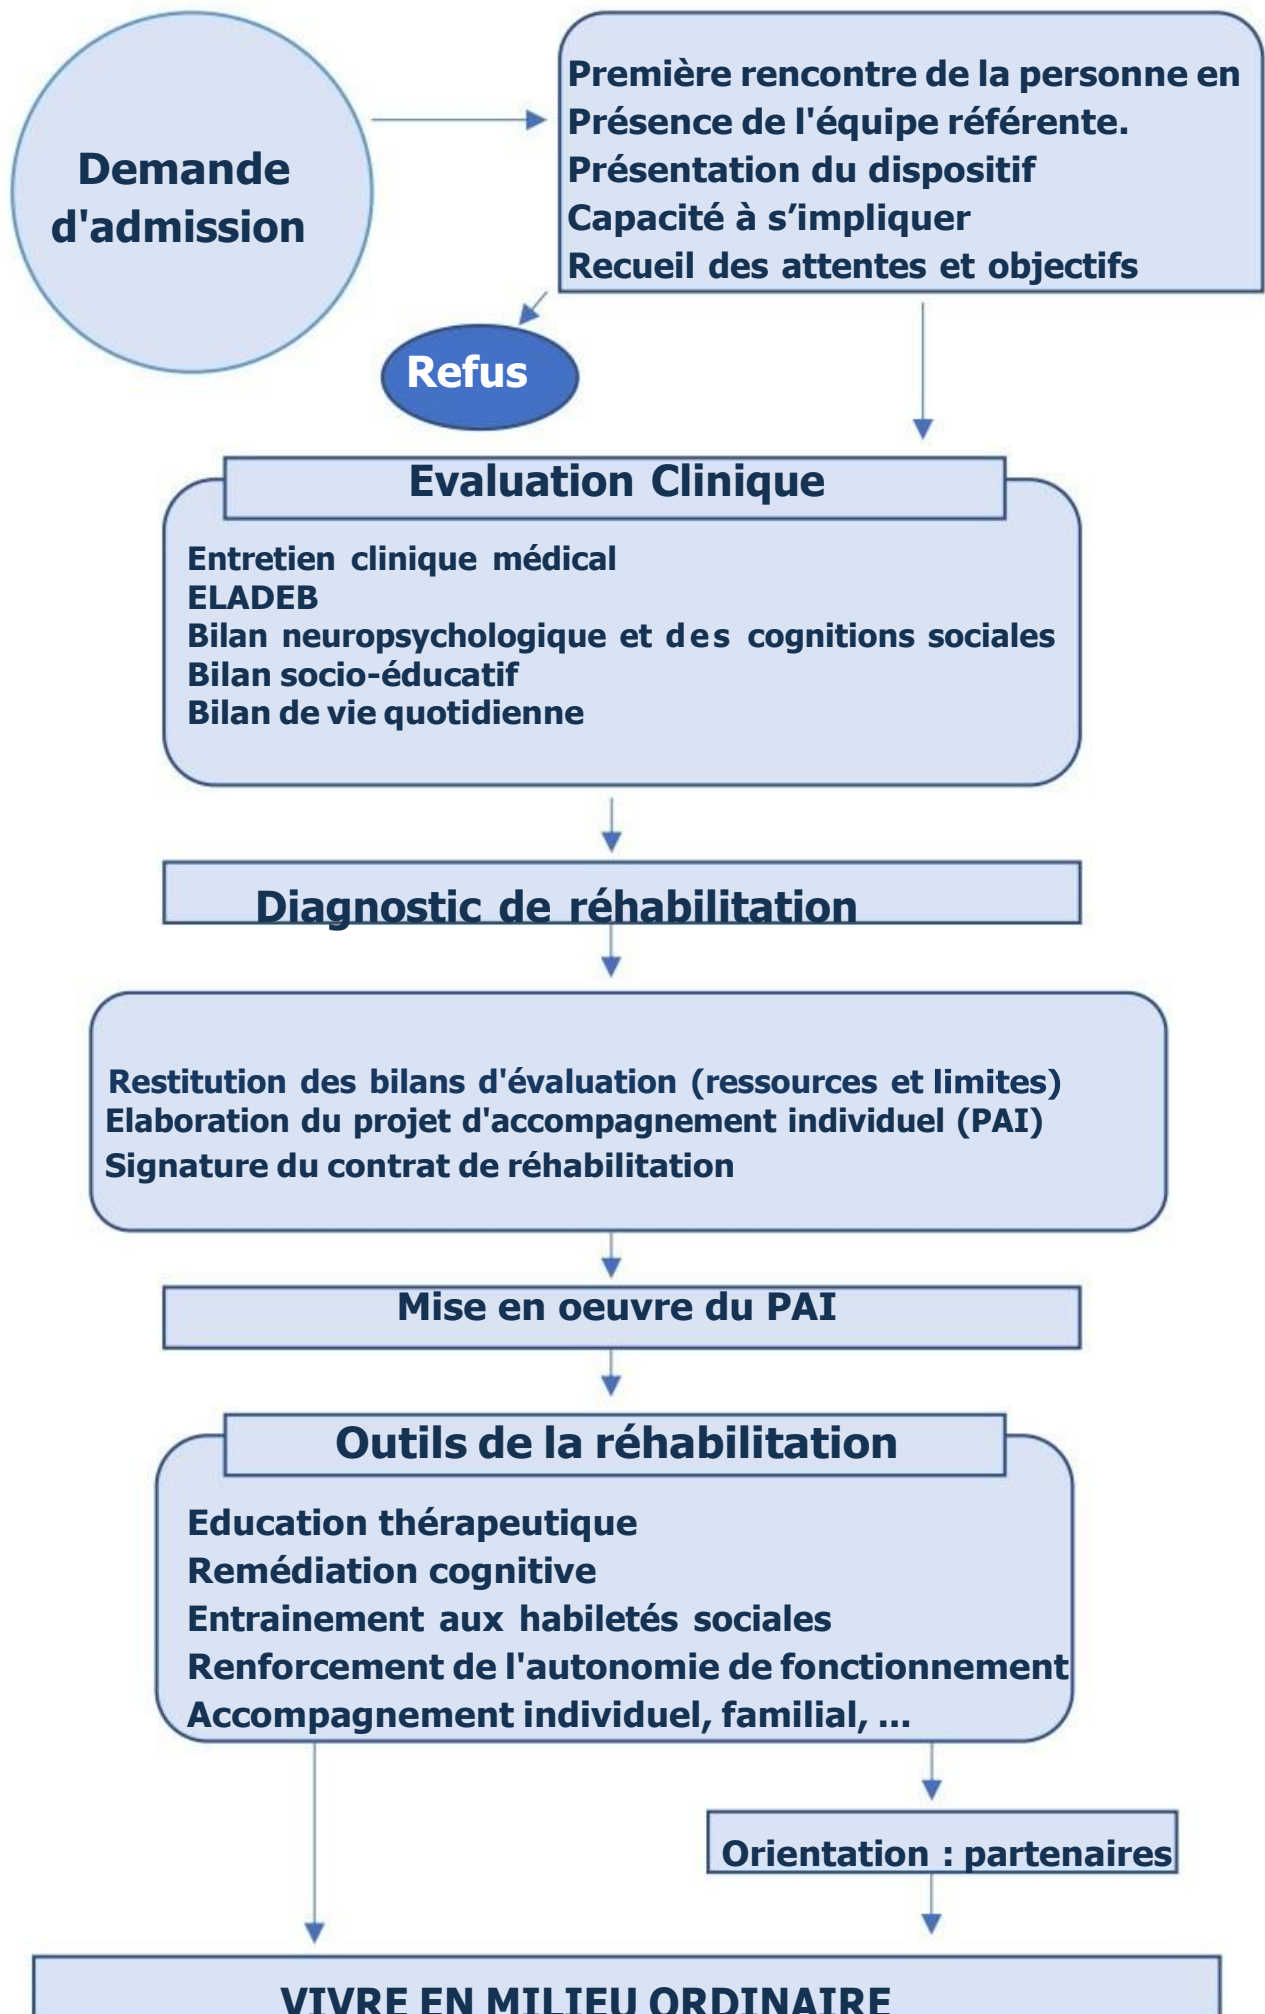 Demande
d'admission
Première rencontre de la personne en
Présence de l'équipe référente.
Présentation du dispositif
Capacité à s’impliquer
Recueil des attentes et objectifs
Refus
Evaluation Clinique
Entretien clinique médical
ELADEB
Bilan neuropsychologique et des cognitions sociales
Bilan socio-éducatif
Bilan de vie quotidienne
Diagnostic de réhabilitation
Restitution des bilans d'évaluation (ressources et limites)
Elaboration du projet d'accompagnement individuel (PAI)
Signature du contrat de réhabilitation
Mise en oeuvre du PAI
Outils de la réhabilitation
Education thérapeutique
Remédiation cognitive
Entrainement aux habiletés sociales
Renforcement de l'autonomie de fonctionnement
Accompagnement individuel, familial, ...
Orientation : partenaires
VIVRE EN MILIEU ORDINAIRE